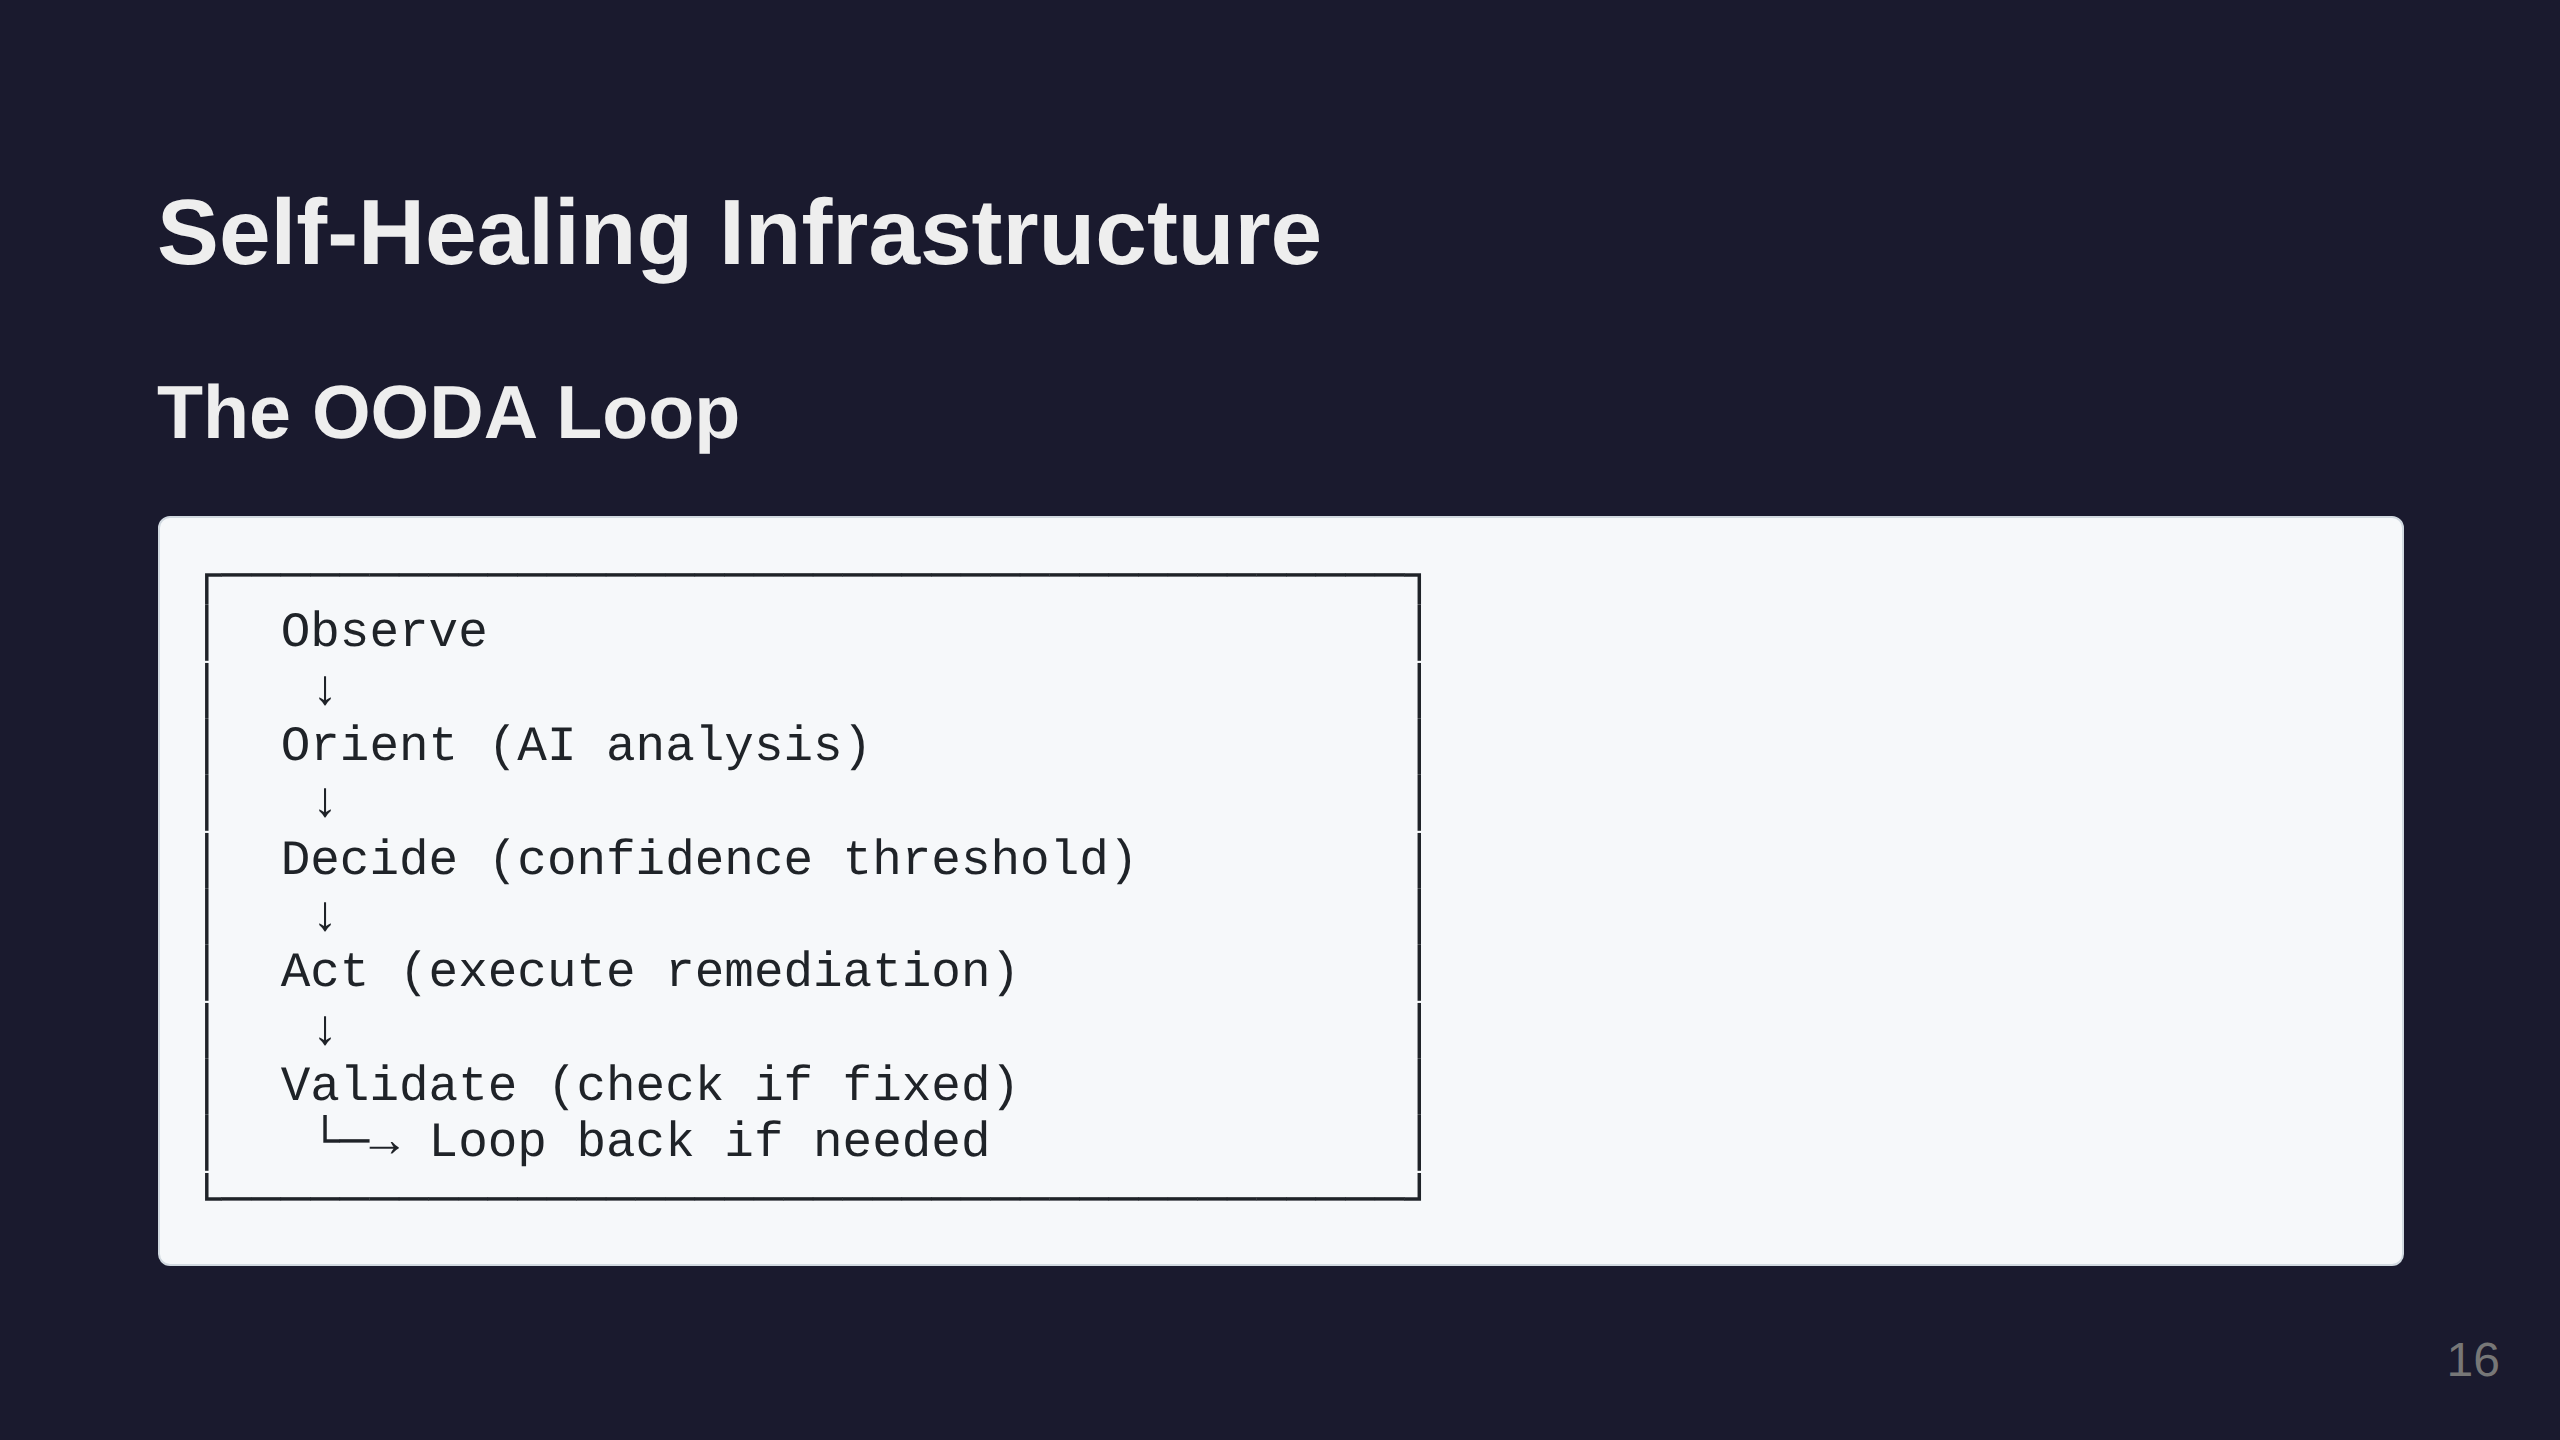 Self-Healing Infrastructure
The OODA Loop
Observe
↓
Orient (AI analysis)
↓
Decide (confidence threshold)
↓
Act (execute remediation)
↓
Validate (check if fixed)
└─→ Loop back if needed
16